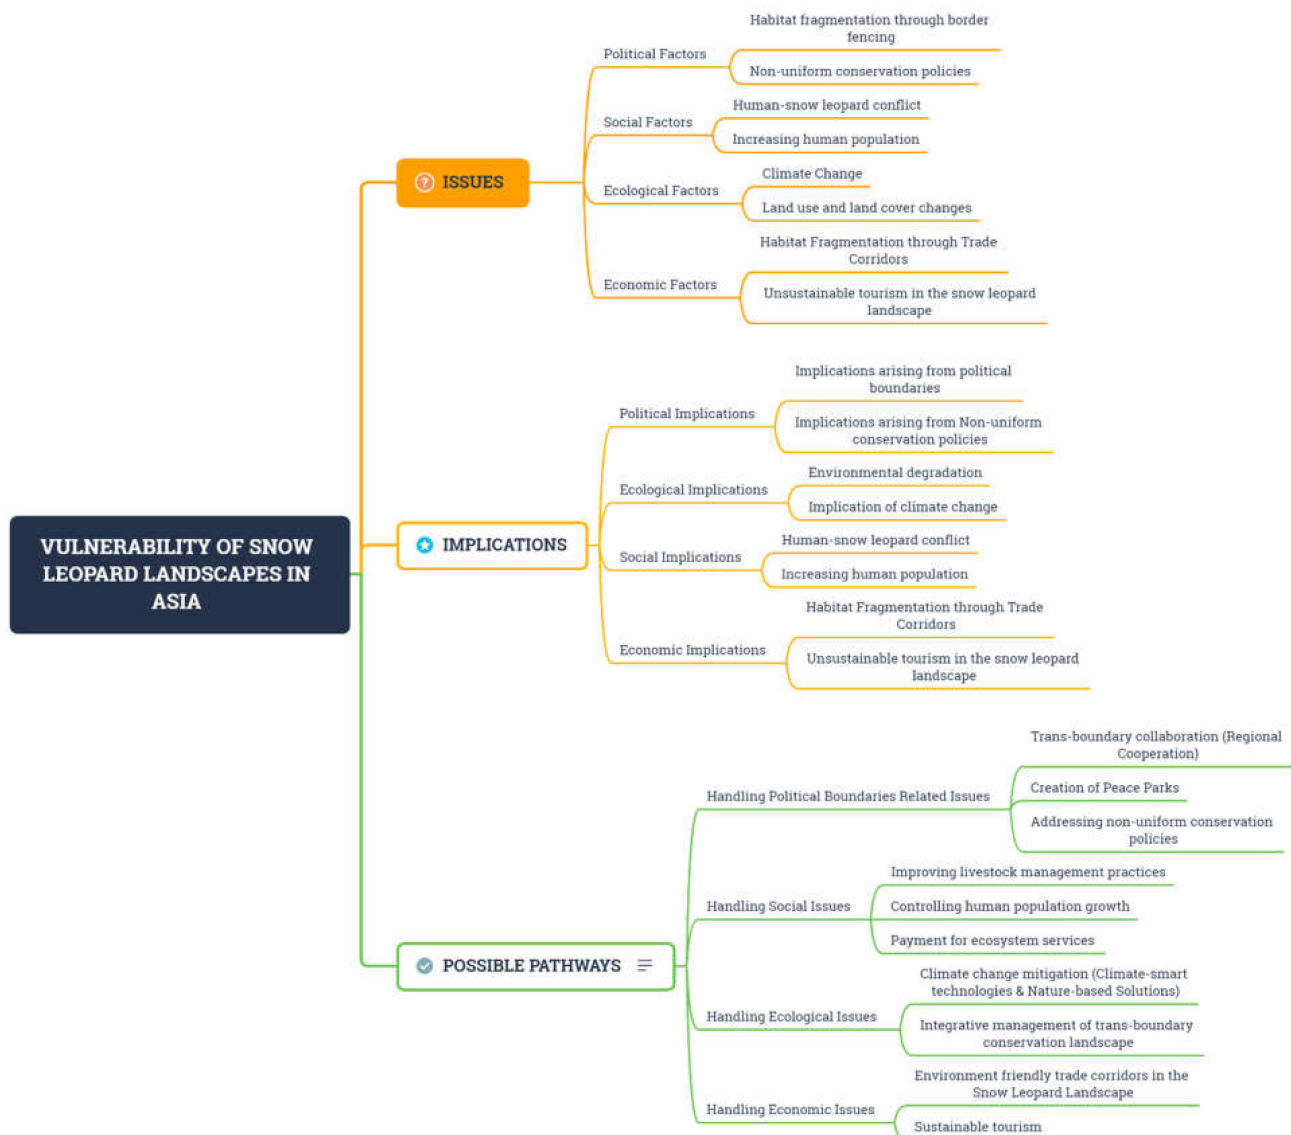 VULNERABILITY OF SNOW
LEOPARD LANDSCAPES IN
ASIA
ISSUES
Political Factors
Habitat fragmentation through border
fencing
Non-uniform conservation policies
Social Factors
Human-snow leopard conflict
Increasing human population
Ecological Factors
Climate Change
Land use and land cover changes
Economic Factors
Habitat Fragmentation through Trade
Corridors
Unsustainable tourism in the snow leopard
landscape
IMPLICATIONS
Political Implications
Implications arising from political
boundaries
Implications arising from Non-uniform
conservation policies
Ecological Implications
Environmental degradation
Implication of climate change
Social Implications
Human-snow leopard conflict
Increasing human population
Economic Implications
Habitat Fragmentation through Trade
Corridors
Unsustainable tourism in the snow leopard
landscape
POSSIBLE PATHWAYS
Handling Political Boundaries Related Issues
Trans-boundary collaboration (Regional
Cooperation)
Creation of Peace Parks
Addressing non-uniform conservation
policies
Handling Social Issues
Improving livestock management practices
Controlling human population growth
Payment for ecosystem services
Handling Ecological Issues
Climate change mitigation (Climate-smart
technologies & Nature-based Solutions)
Integrative management of trans-boundary
conservation landscape
Handling Economic Issues
Environment friendly trade corridors in the
Snow Leopard Landscape
Sustainable tourism